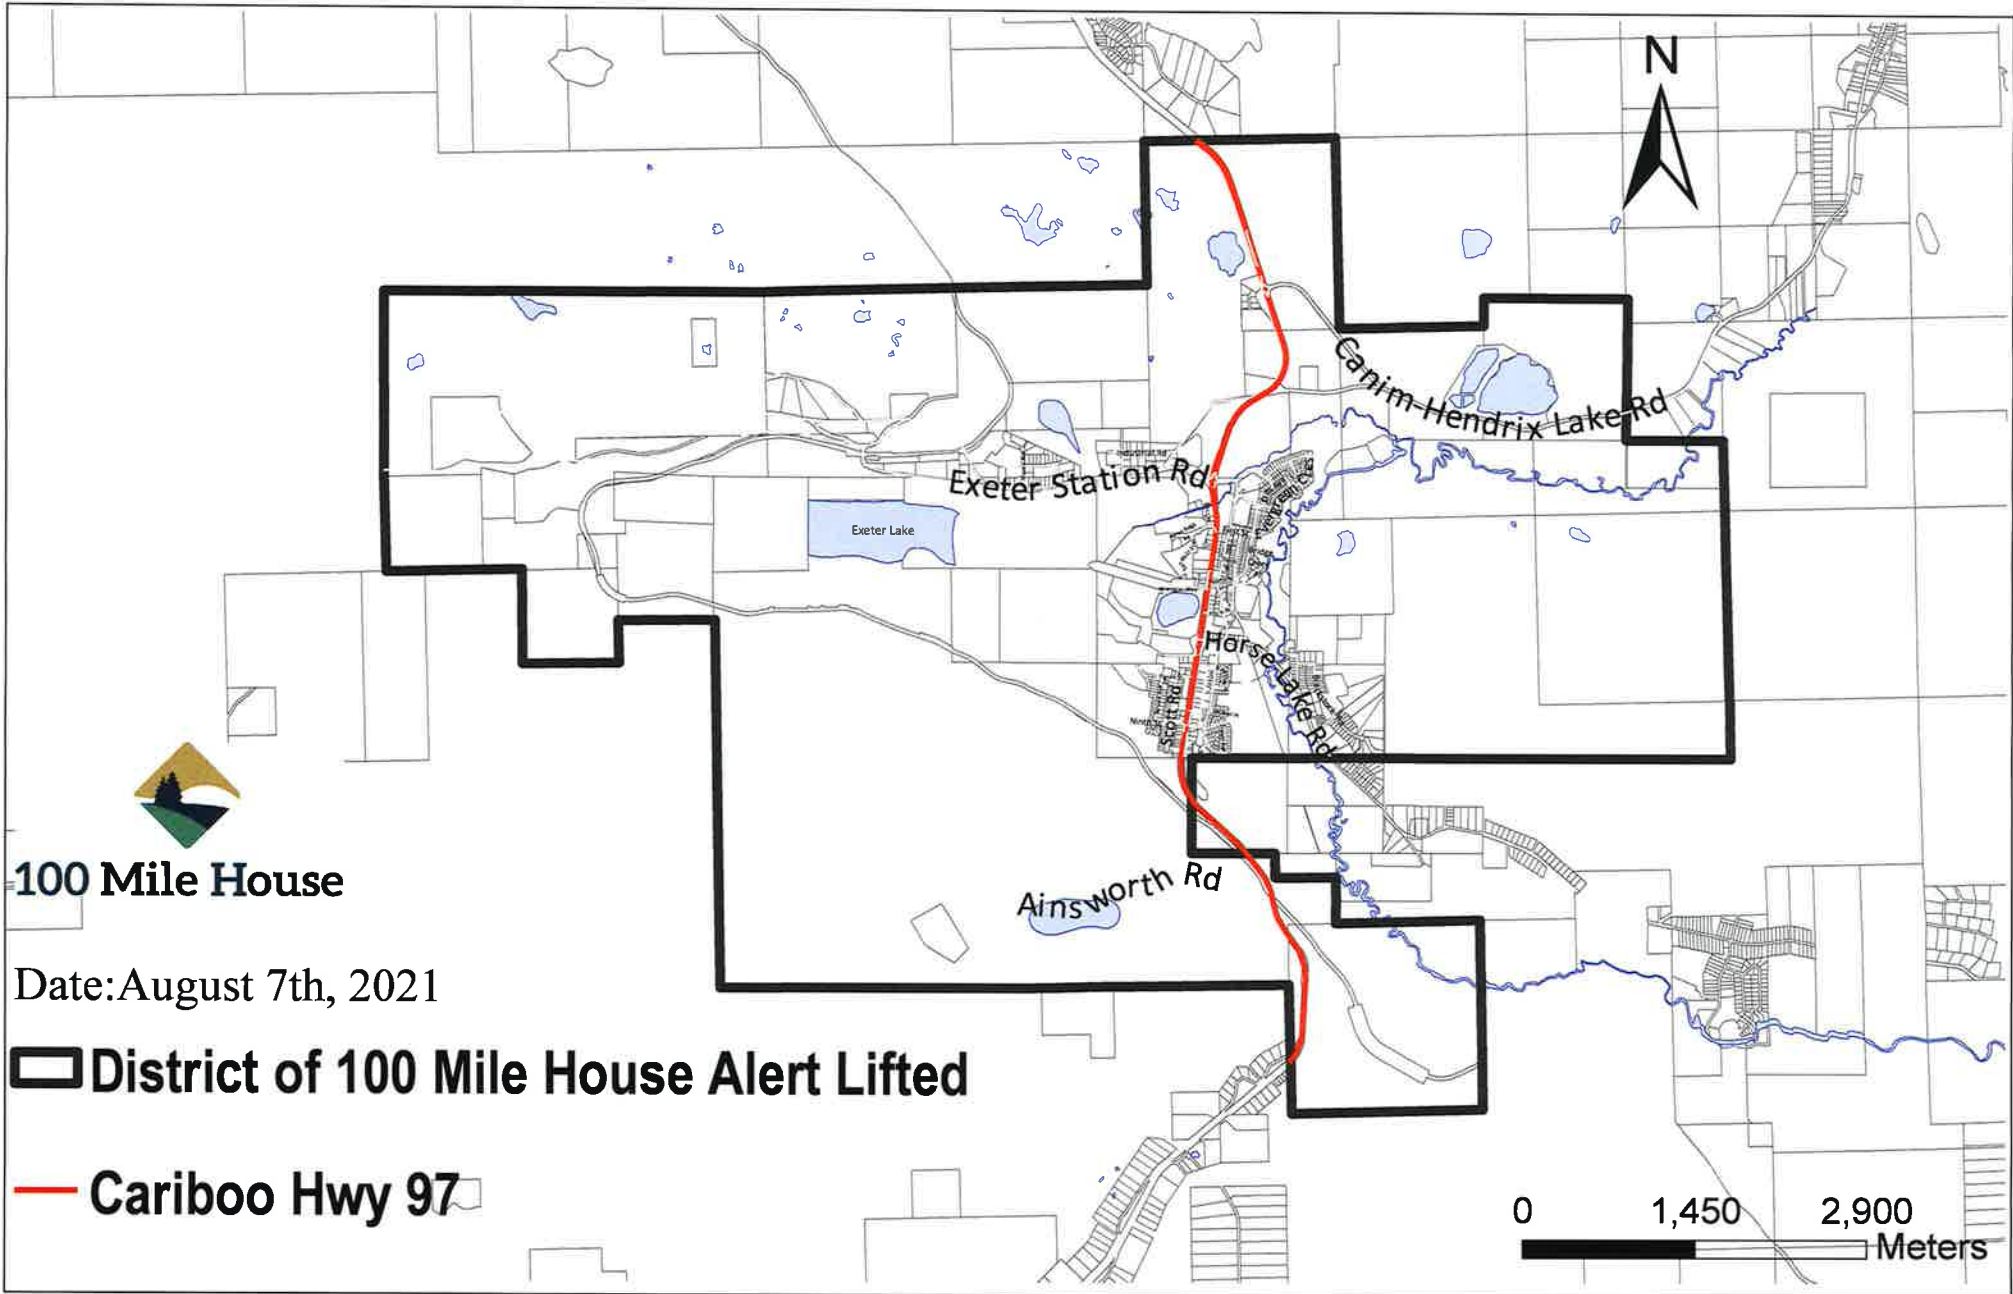 N
Canim-Hendrix Lake Rd
Exeter Station Rd
Exeter Lake
Horse Lake Rd
Scott Rd
Ainsworth Rd
100 Mile House
Date:August 7th, 2021
District of 100 Mile House Alert Lifted
Cariboo Hwy 97
0 1,450 2,900
Meters